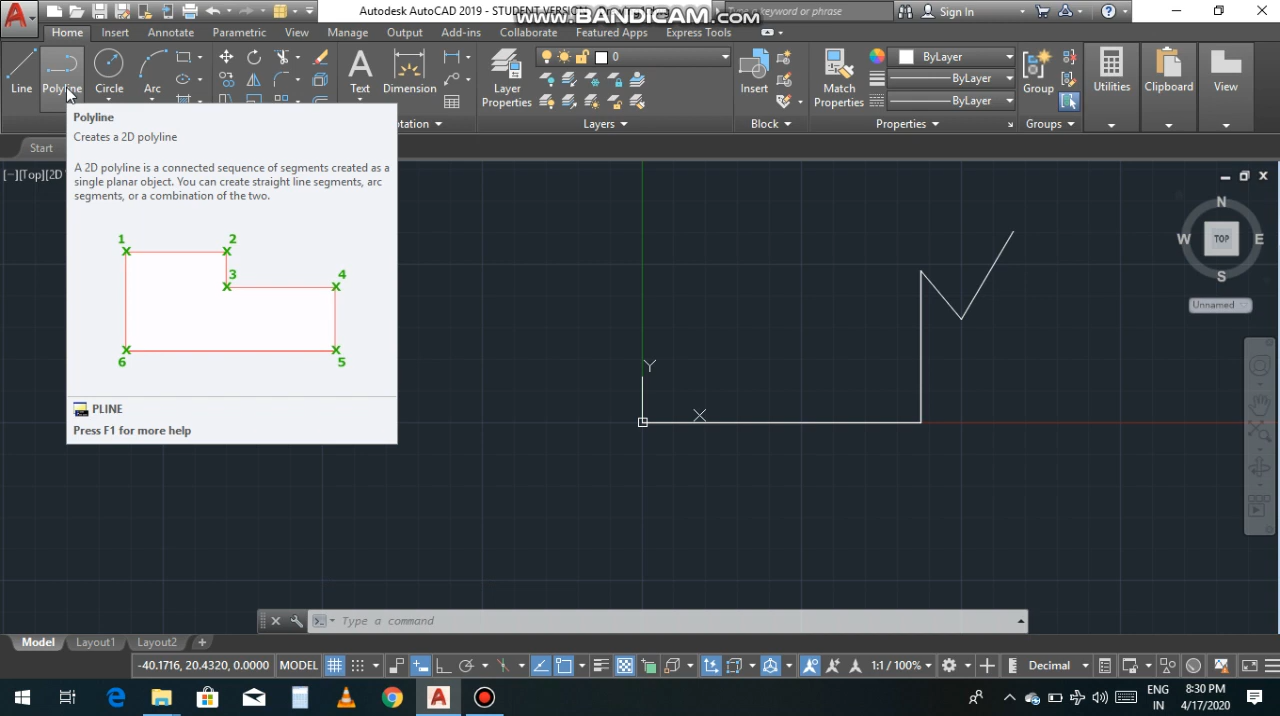 Autodesk AutoCAD 2019 - STUDENT VERSION
WWW.BANDICAM.COM
Type a keyword or phrase
Sign In
Home
Insert
Annotate
Parametric
View
Manage
Output
Add-ins
Collaborate
Featured Apps
Express Tools
Line
Polyline
Circle
Arc
Text
Dimension
Layer
Properties
0
Insert
Match
Properties
ByLayer
ByLayer
ByLayer
Group
Utilities
Clipboard
View
Layers
Block
Properties
Groups
Start
Polyline
Creates a 2D polyline
A 2D polyline is a connected sequence of segments created as a
single planar object. You can create straight line segments, arc
segments, or a combination of the two.
1
2
3
4
6
5
PLINE
Press F1 for more help
[−][Top][2D
Y
X
N
W
TOP
E
S
Unnamed
Type a command
Model
Layout1
Layout2
-40.1716, 20.4320, 0.0000
MODEL
1:1 / 100%
Decimal
ENG
IN
8:30 PM
4/17/2020